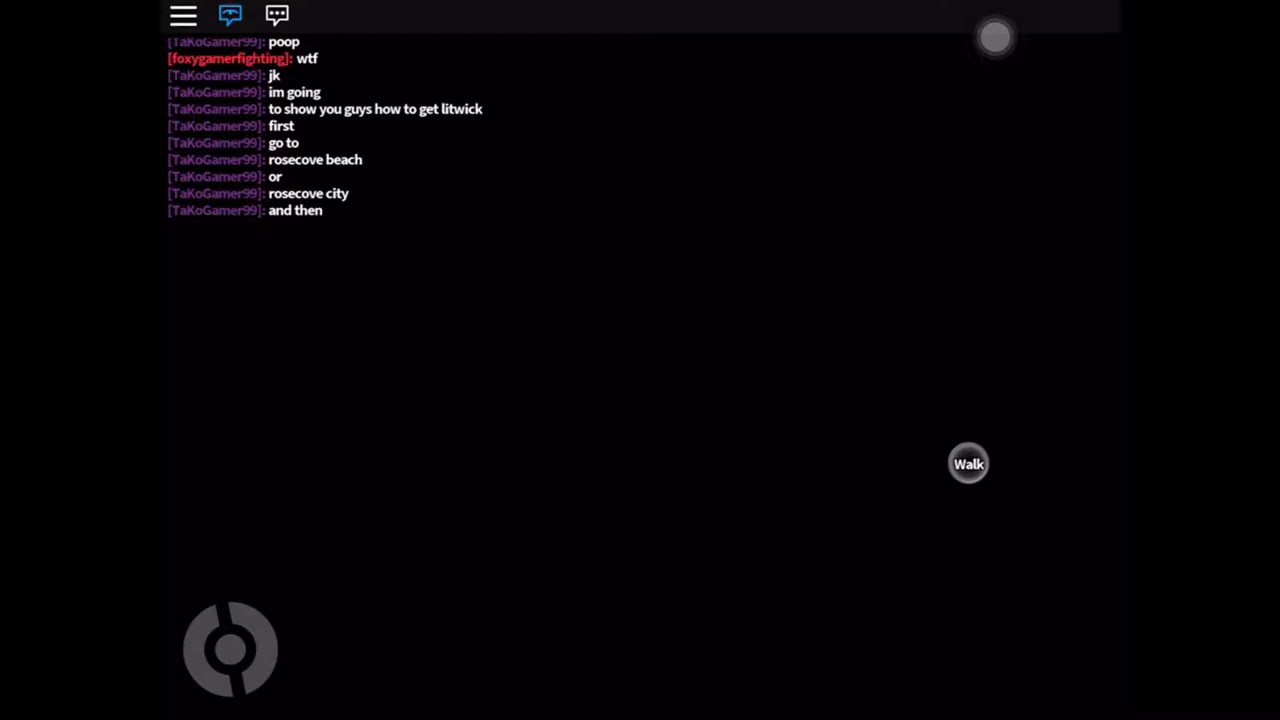 [TaKoGamer99]: poop
[foxygamerfighting]: wtf
[TaKoGamer99]: jk
[TaKoGamer99]: im going
[TaKoGamer99]: to show you guys how to get litwick
[TaKoGamer99]: first
[TaKoGamer99]: go to
[TaKoGamer99]: rosecove beach
[TaKoGamer99]: or
[TaKoGamer99]: rosecove city
[TaKoGamer99]: and then
Walk